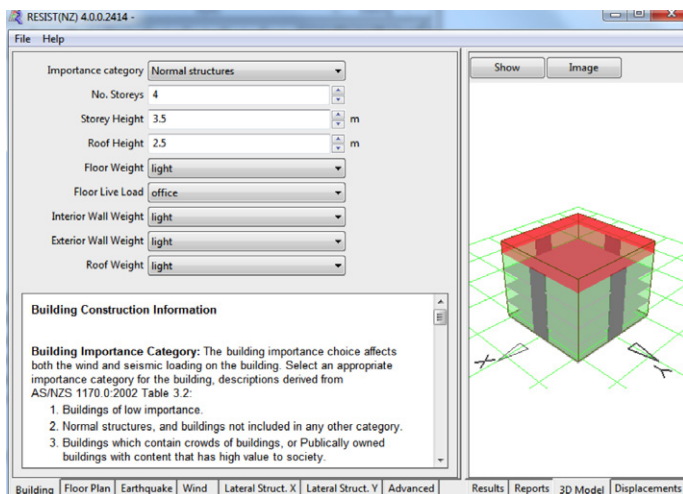 RESIST(NZ) 4.0.0.2414 -
File Help
Importance category Normal structures
No. Storeys 4
Storey Height 3.5 m
Roof Height 2.5 m
Floor Weight light
Floor Live Load office
Interior Wall Weight light
Exterior Wall Weight light
Roof Weight light
Building Construction Information
Building Importance Category: The building importance choice affects
both the wind and seismic loading on the building. Select an appropriate
importance category for the building, descriptions derived from
AS/NZS 1170.0:2002 Table 3.2:
1. Buildings of low importance.
2. Normal structures, and buildings not included in any other category.
3. Buildings which contain crowds of buildings, or Publically owned
buildings with content that has high value to society.
Building Floor Plan Earthquake Wind Lateral Struct. X Lateral Struct. Y Advanced
Show Image
X
Y
Results Reports 3D Model Displacements